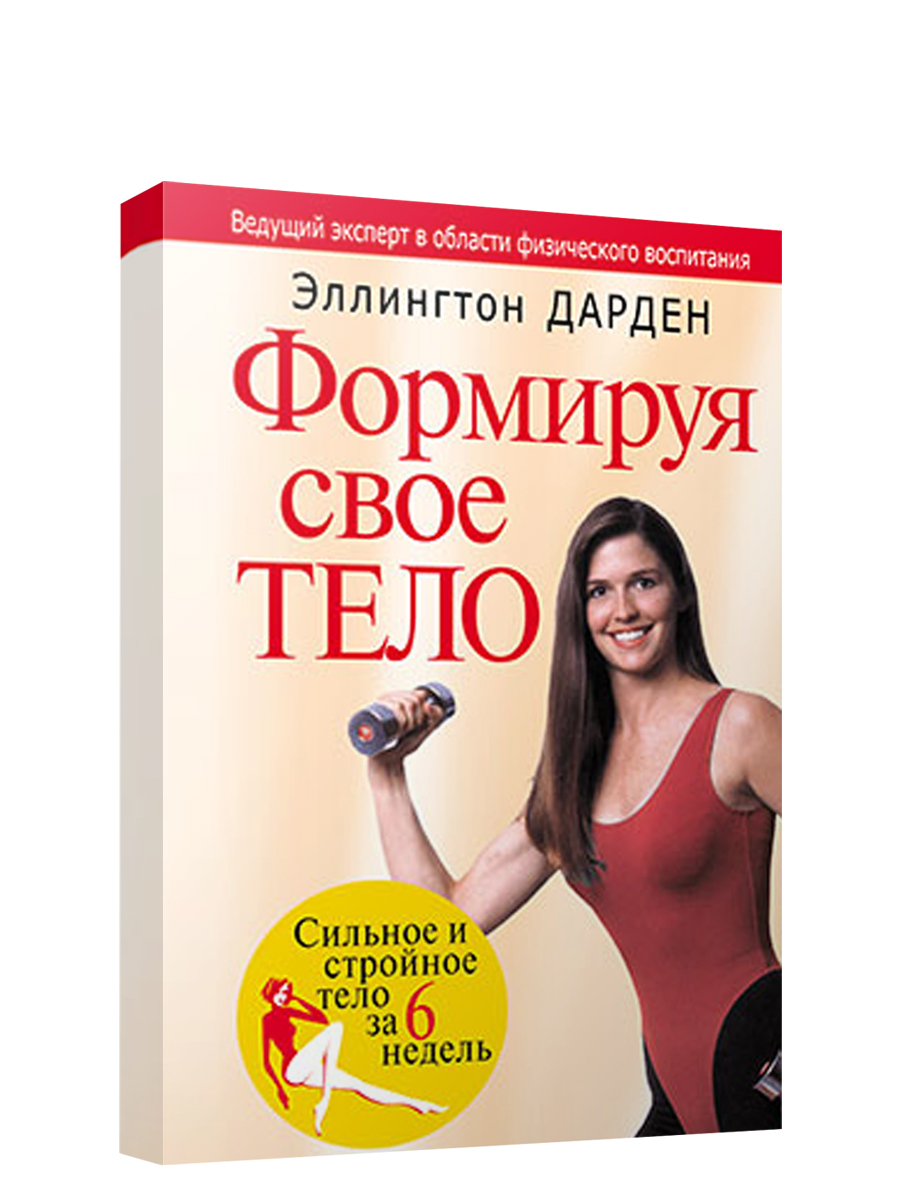 Ведущий эксперт в области физического воспитания
Эллингтон ДАРДЕН
Формируя
свое
ТЕЛО
Сильное и
стройное
тело
за 6
недель